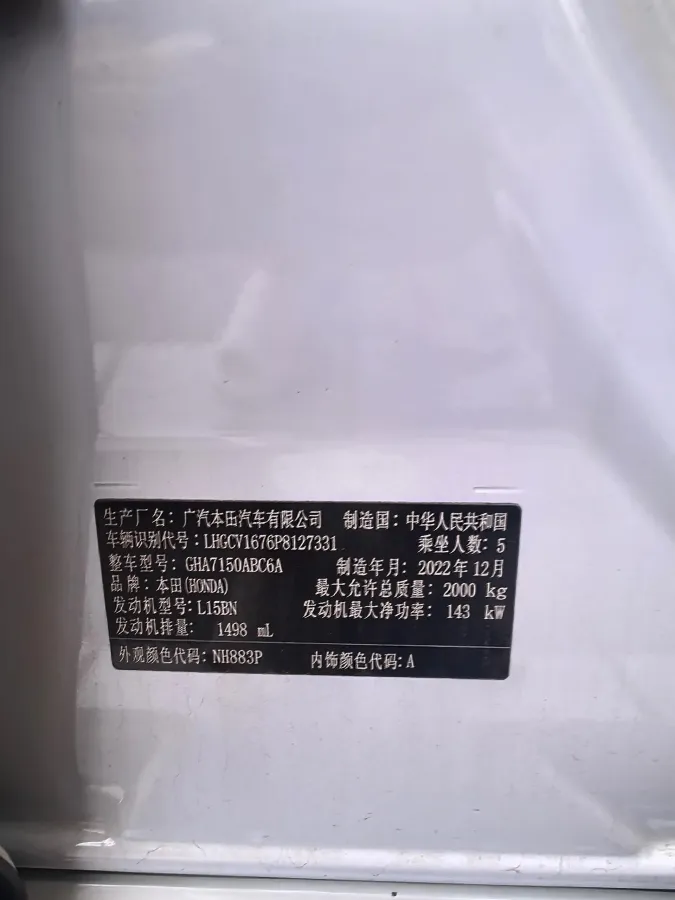 生产厂名：广汽本田汽车有限公司 制造国：中华人民共和国
车辆识别代号：LHGCV1676P8127331 乘坐人数：5
整车型号：GHA7150ABC6A 制造年月：2022年12月
品牌：本田(HONDA) 最大允许总质量：2000 kg
发动机型号：L15BN 发动机最大净功率：143 kW
发动机排量： 1498 mL
外观颜色代码：NH883P 内饰颜色代码：A